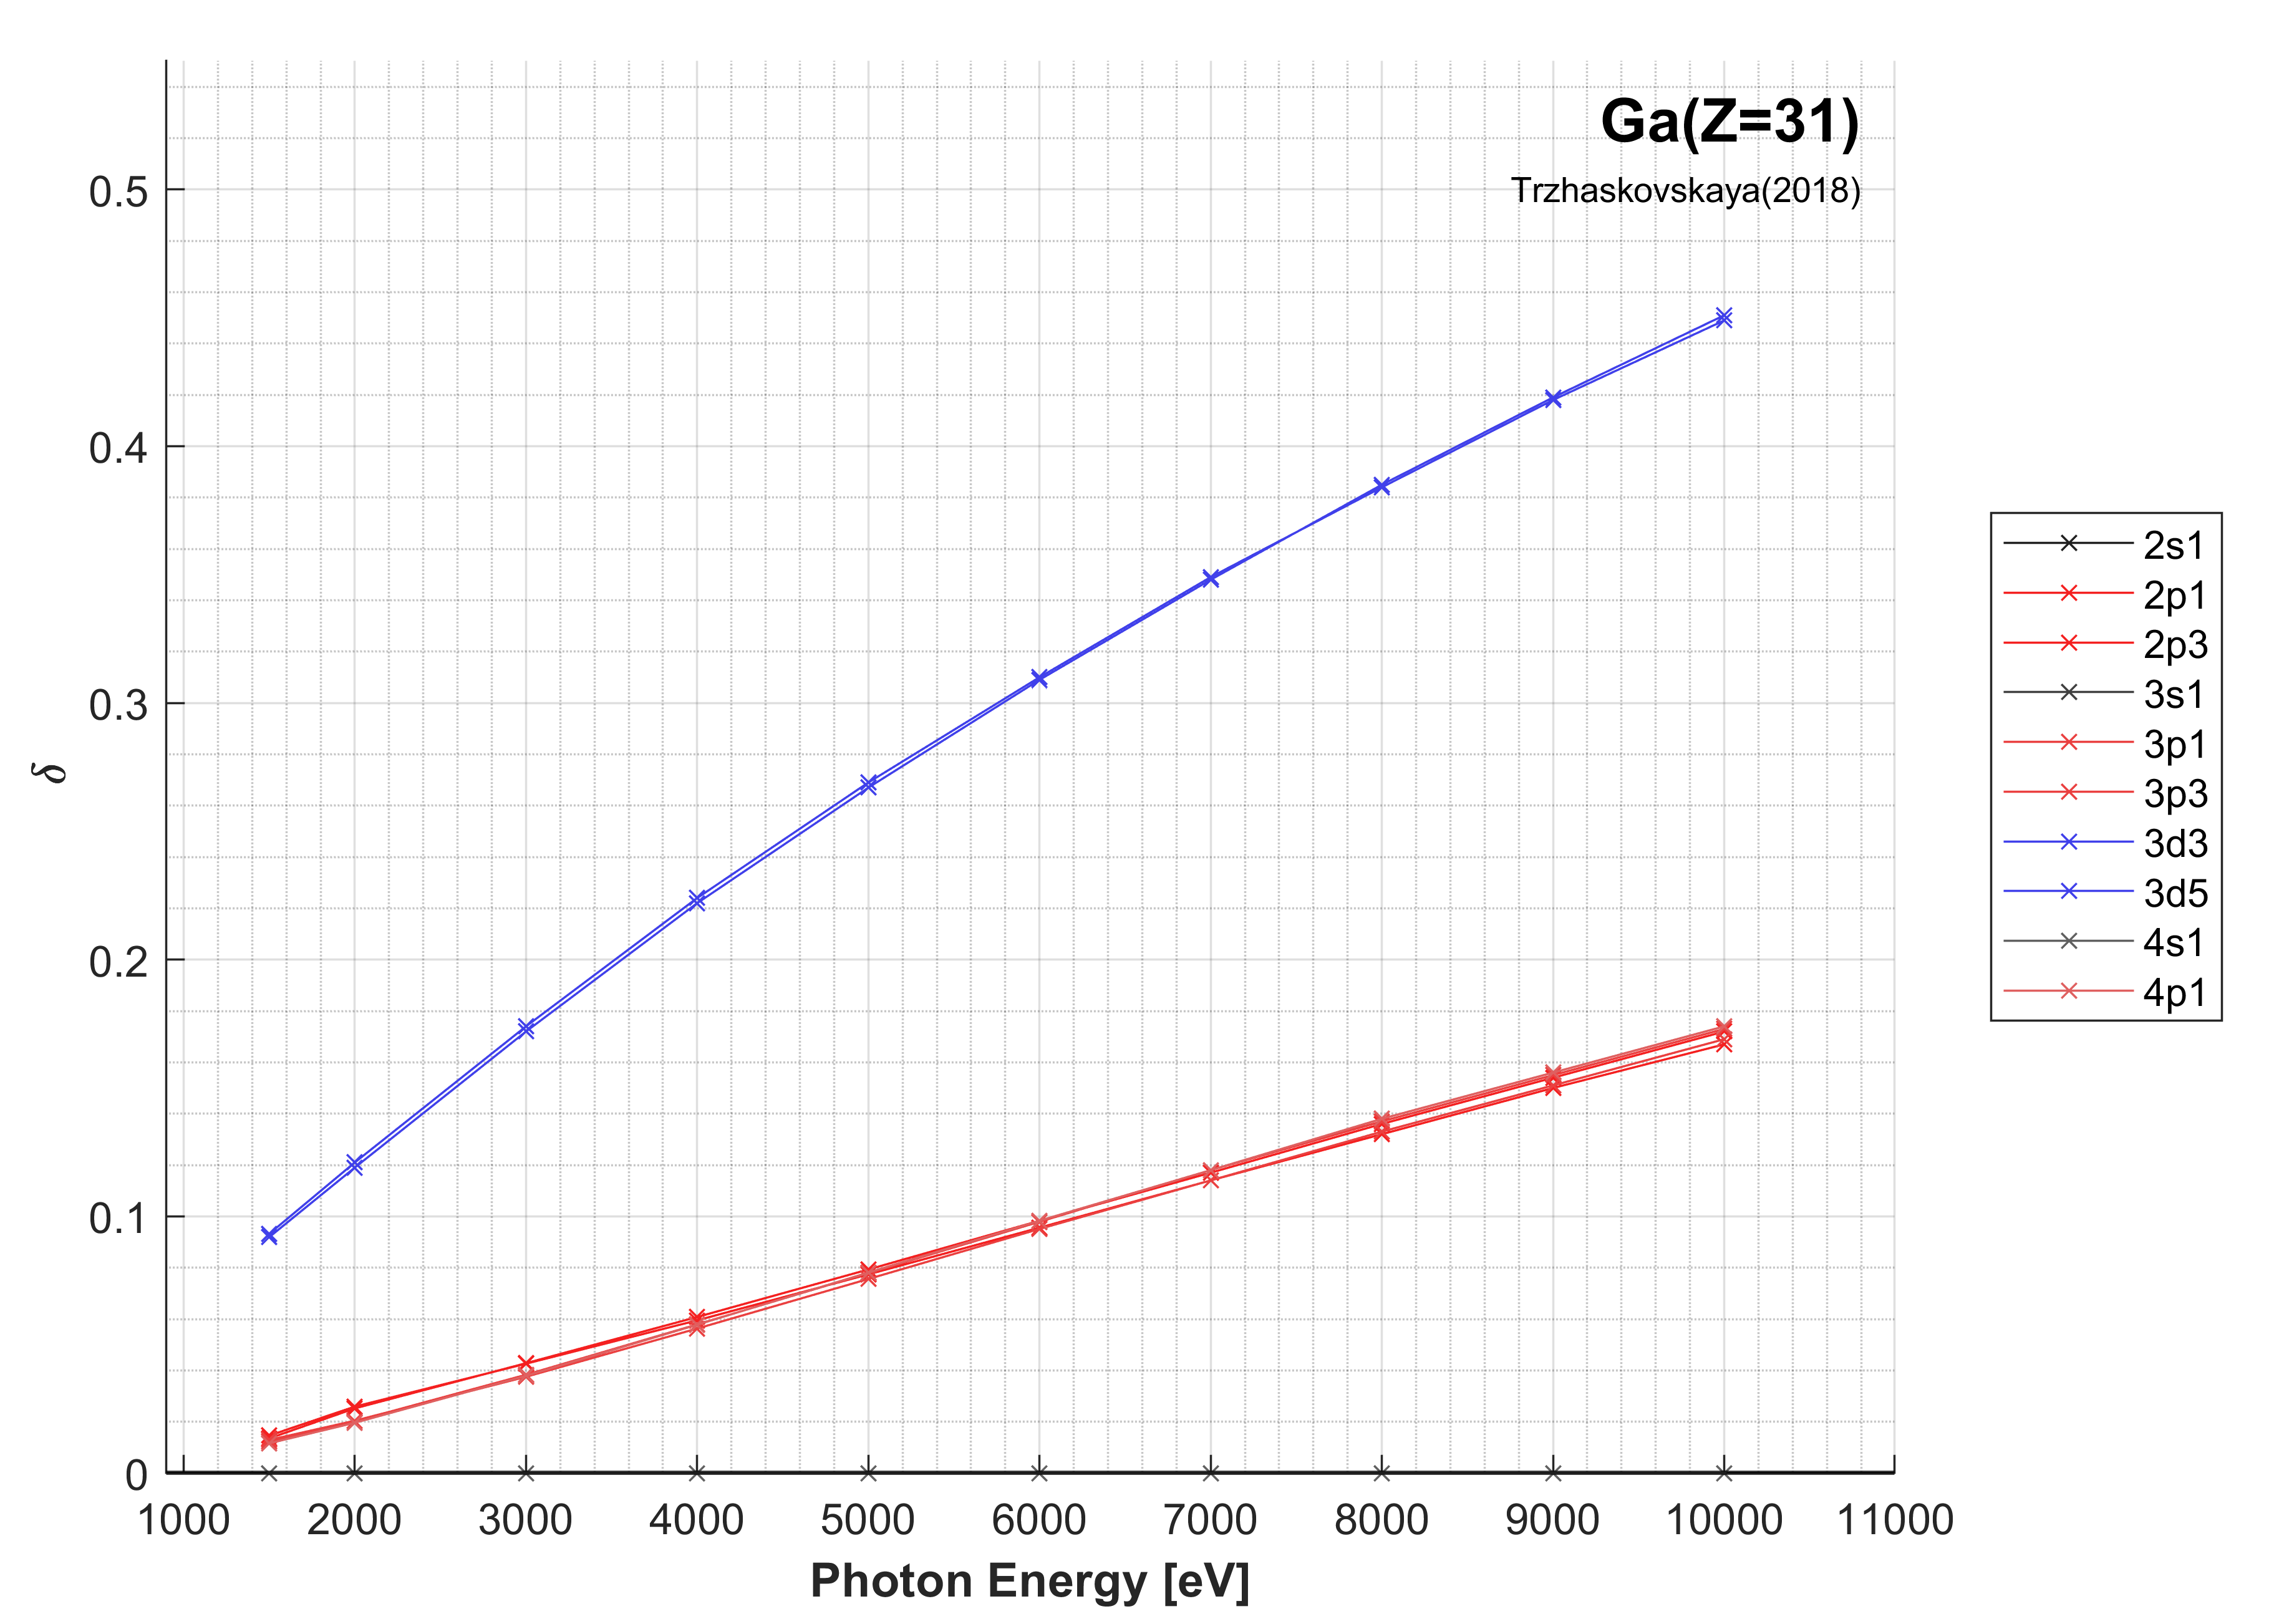 Ga(Z=31)
Trzhaskovskaya(2018)
0.5
0.4
0.3
0.2
0.1
0
δ
1000 2000 3000 4000 5000 6000 7000 8000 9000 10000 11000
Photon Energy [eV]
2s1
2p1
2p3
3s1
3p1
3p3
3d3
3d5
4s1
4p1